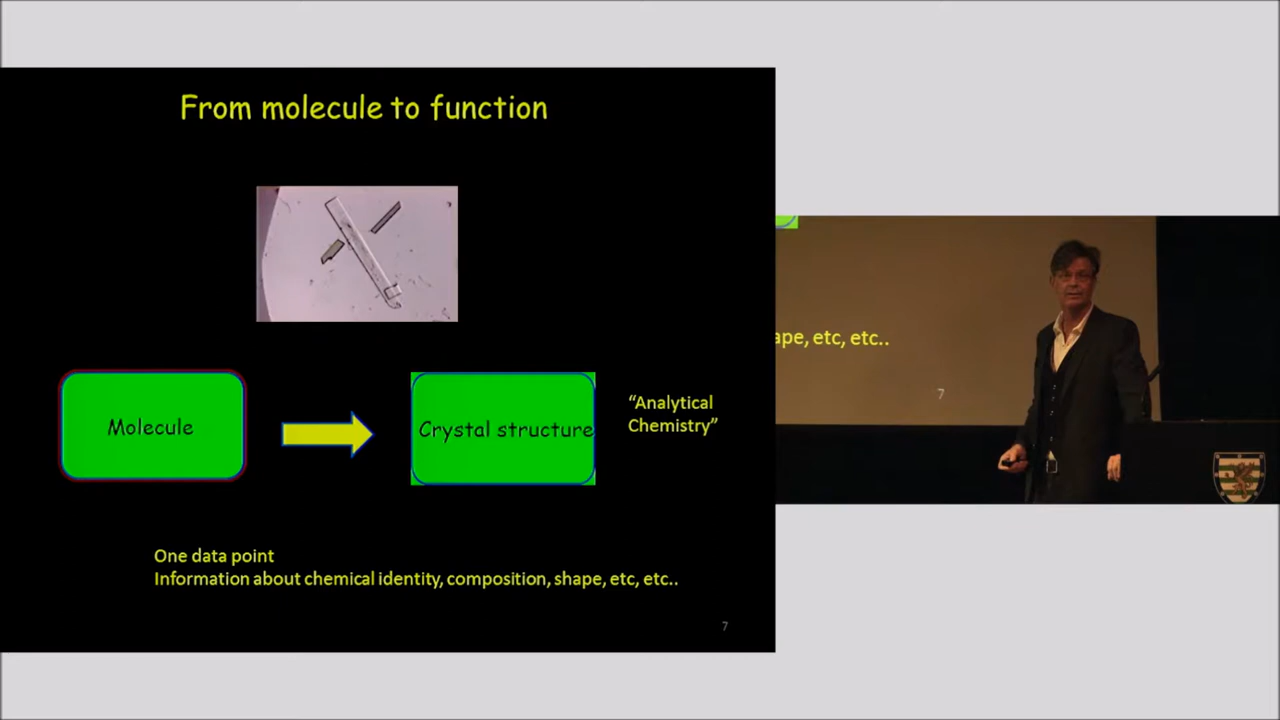 From molecule to function
Molecule
Crystal structure
“Analytical
Chemistry”
One data point
Information about chemical identity, composition, shape, etc, etc..
7
ape, etc, etc..
7